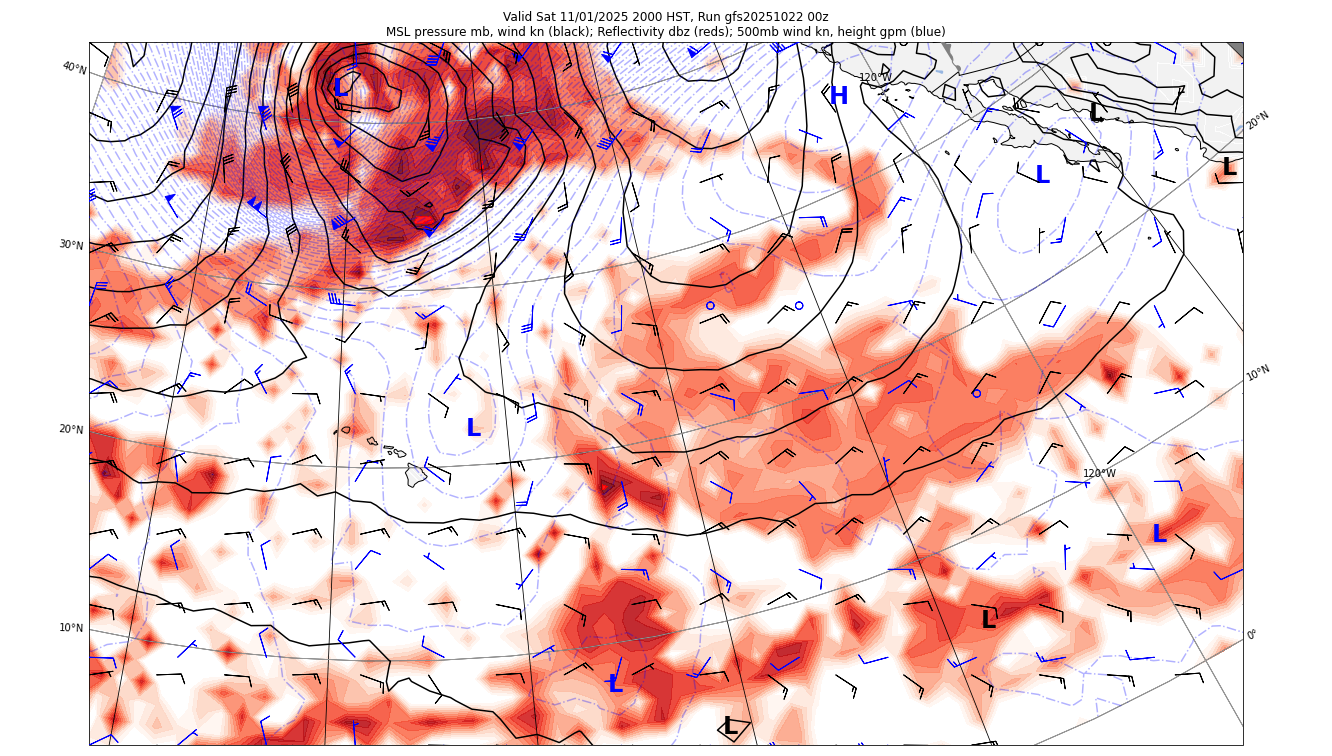 Valid Sat 11/01/2025 2000 HST, Run gfs20251022 00z
MSL pressure mb, wind kn (black); Reflectivity dbz (reds); 500mb wind kn, height gpm (blue)
40°N
120°W
L
H
L
20°N
L
L
30°N
10°N
20°N
L
120°W
L
10°N
L
0°
L
L